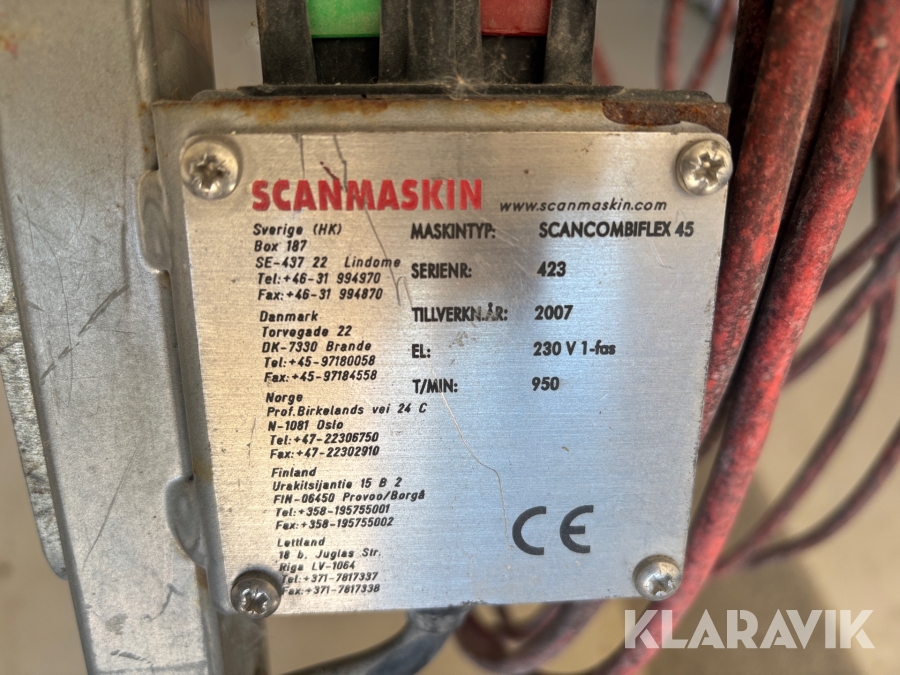 SCANMASKIN
www.scanmaskin.com
Sverige (HK)
Box 187
SE-437 22 Lindome
Tel:+46-31 994970
Fax:+46-31 994870
Danmark
Torvegade 22
DK-7330 Brande
Tel:+45-97180058
Fax:+45-97184558
Norge
Prof.Birkelands vei 24 C
N-1081 Oslo
Tel:+47-22306750
Fax:+47-22302910
Finland
Urakitsijantie 15 B 2
FIN-06450 Provoo/Borgå
Tel:+358-195755001
Fax:+358-195755002
Lettland
18 b, Juglas Str.
Riga LV-1064
Tel:+371-7817337
Fax:+371-7817338
MASKINTYP: SCANCOMBIFLEX 45
SERIENR: 423
TILLVERKN.ÅR: 2007
EL: 230 V 1-fas
T/MIN: 950
CE
KLARAVIK